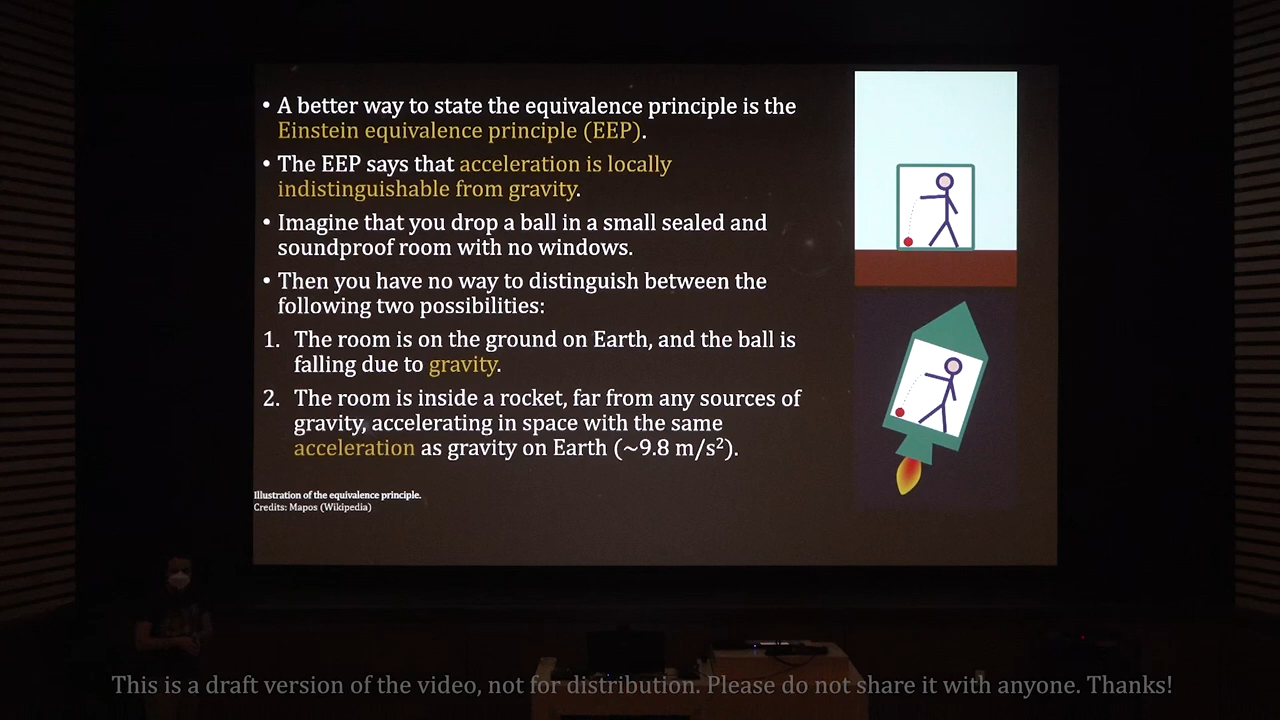 • A better way to state the equivalence principle is the
Einstein equivalence principle (EEP).
• The EEP says that acceleration is locally
indistinguishable from gravity.
• Imagine that you drop a ball in a small sealed and
soundproof room with no windows.
• Then you have no way to distinguish between the
following two possibilities:
1. The room is on the ground on Earth, and the ball is
falling due to gravity.
2. The room is inside a rocket, far from any sources of
gravity, accelerating in space with the same
acceleration as gravity on Earth (~9.8 m/s²).
Illustration of the equivalence principle.
Credits: Mapos (Wikipedia)
This is a draft version of the video, not for distribution. Please do not share it with anyone. Thanks!